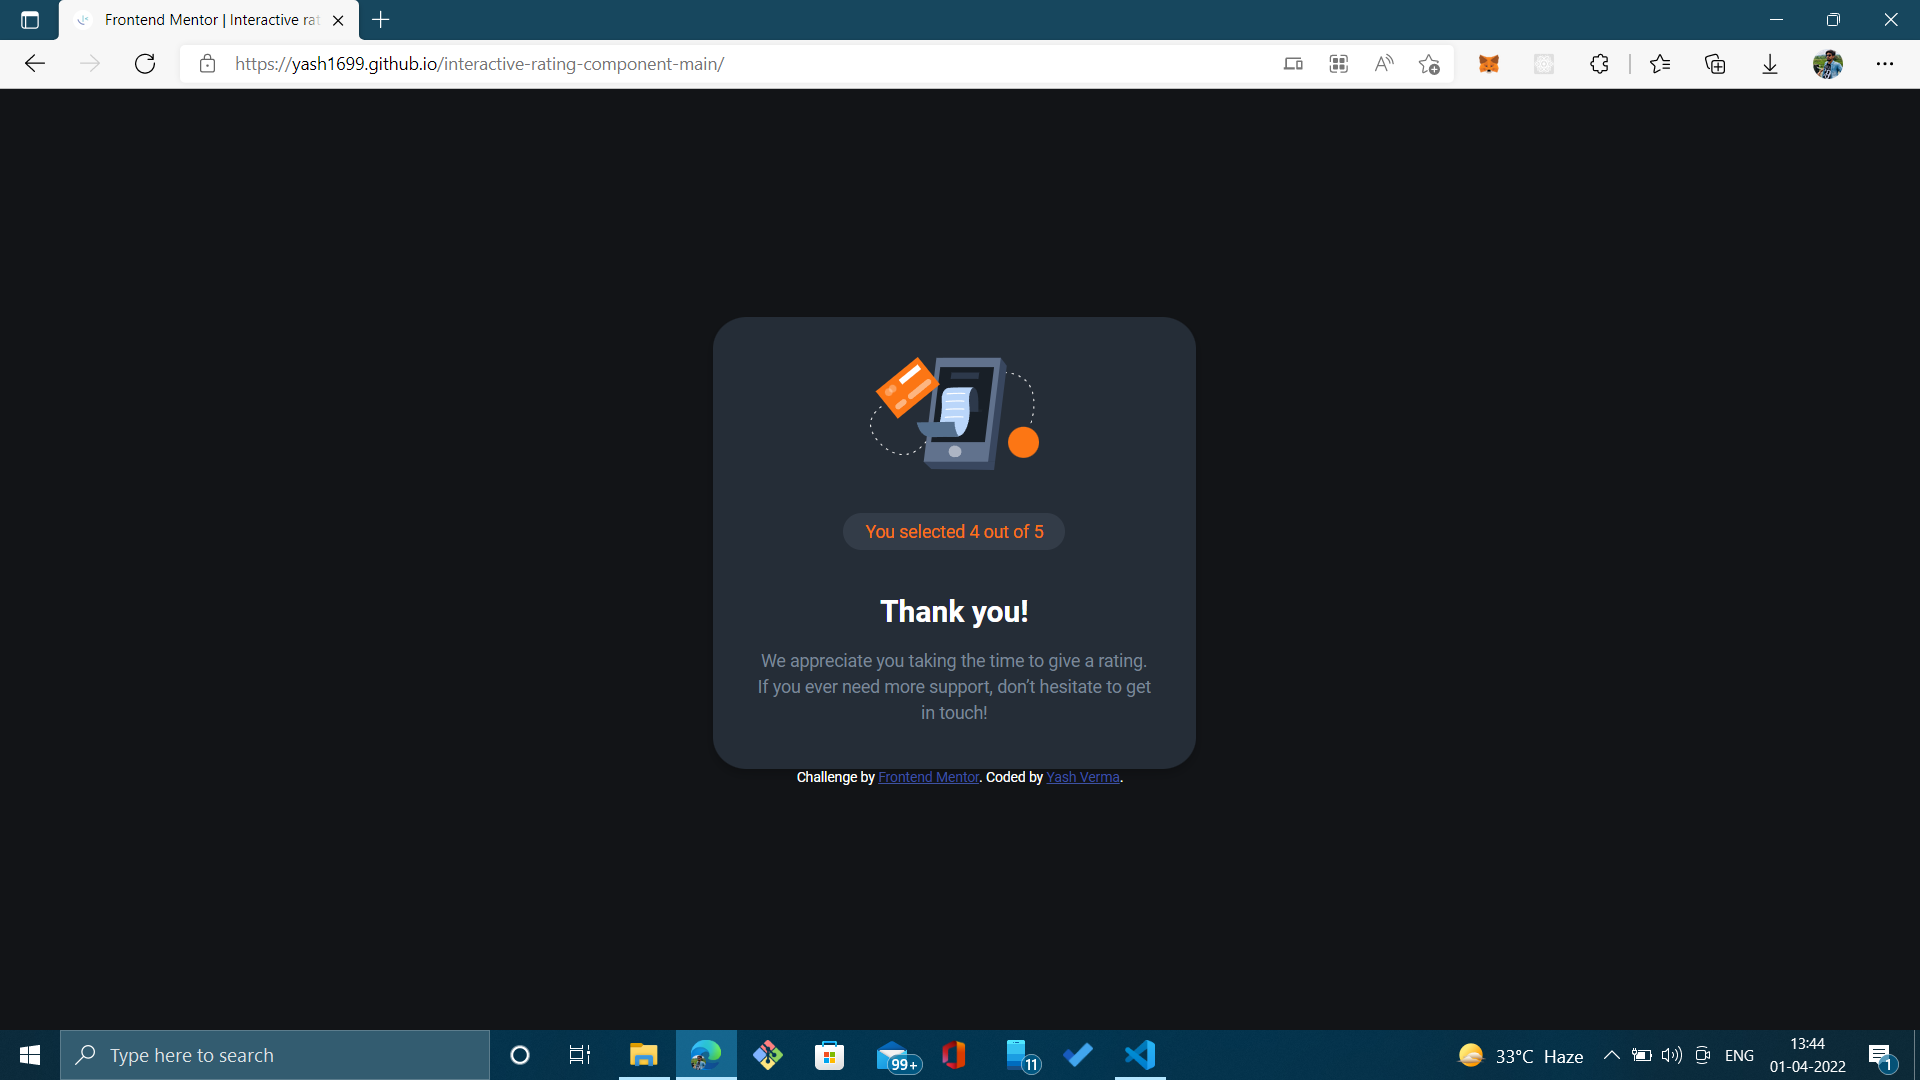 Frontend Mentor | Interactive rat
https://yash1699.github.io/interactive-rating-component-main/
You selected 4 out of 5
Thank you!
We appreciate you taking the time to give a rating.
If you ever need more support, don’t hesitate to get
in touch!
Challenge by Frontend Mentor. Coded by Yash Verma.
Type here to search
99+
11
33°C Haze
ENG
13:44
01-04-2022
1